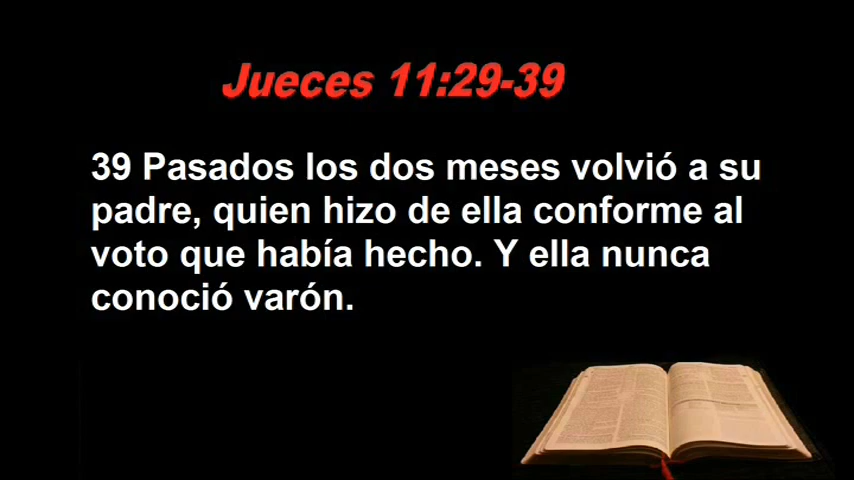 Jueces 11:29-39
39 Pasados los dos meses volvió a su
padre, quien hizo de ella conforme al
voto que había hecho. Y ella nunca
conoció varón.